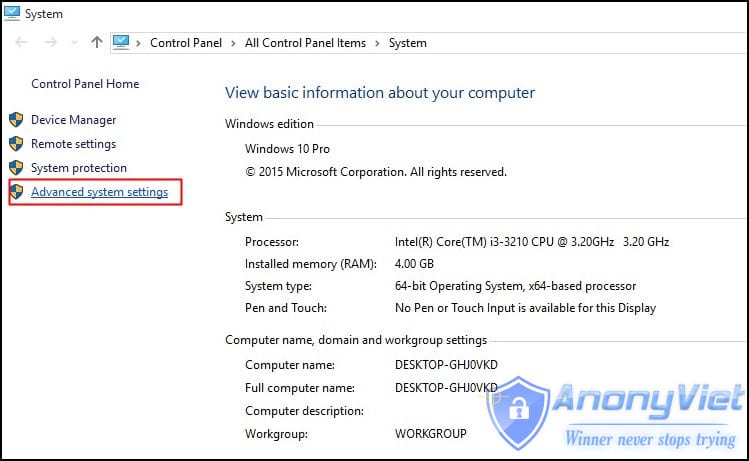 System
Control Panel > All Control Panel Items > System
Control Panel Home
Device Manager
Remote settings
System protection
Advanced system settings
View basic information about your computer
Windows edition
Windows 10 Pro
© 2015 Microsoft Corporation. All rights reserved.
System
Processor: Intel(R) Core(TM) i3-3210 CPU @ 3.20GHz 3.20 GHz
Installed memory (RAM): 4.00 GB
System type: 64-bit Operating System, x64-based processor
Pen and Touch: No Pen or Touch Input is available for this Display
Computer name, domain and workgroup settings
Computer name: DESKTOP-GHJ0VKD
Full computer name: DESKTOP-GHJ0VKD
Computer description:
Workgroup: WORKGROUP
AnonyViet
Winner never stops trying